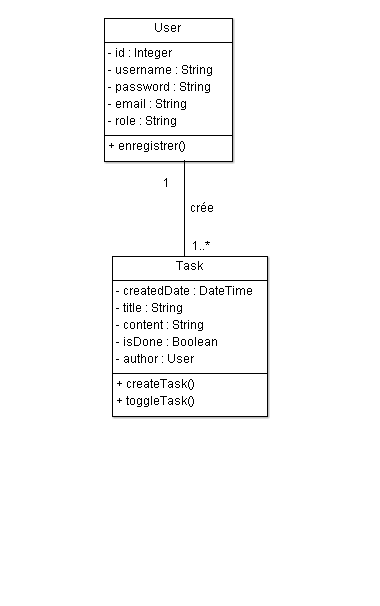 User
- id : Integer
- username : String
- password : String
- email : String
- role : String
+ enregistrer()
1
crée
1..*
Task
- createdDate : DateTime
- title : String
- content : String
- isDone : Boolean
- author : User
+ createTask()
+ toggleTask()